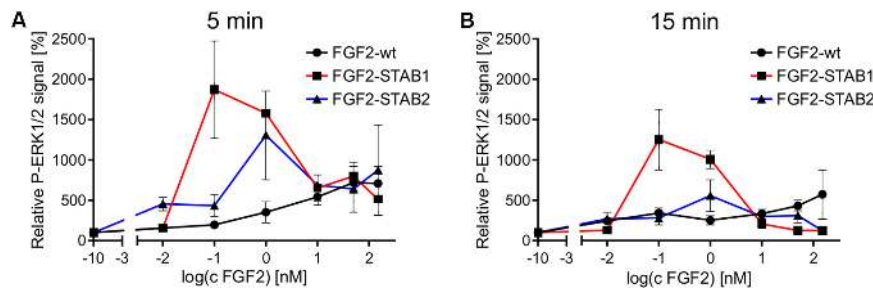 A
5 min
Relative P-ERK1/2 signal [%]
2500
2000
1500
1000
500
0
FGF2-wt
FGF2-STAB1
FGF2-STAB2
-10 -3 -2 -1 0 1 2
log(c FGF2) [nM]
B
15 min
Relative P-ERK1/2 signal [%]
2500
2000
1500
1000
500
0
FGF2-wt
FGF2-STAB1
FGF2-STAB2
-10 -3 -2 -1 0 1 2
log(c FGF2) [nM]